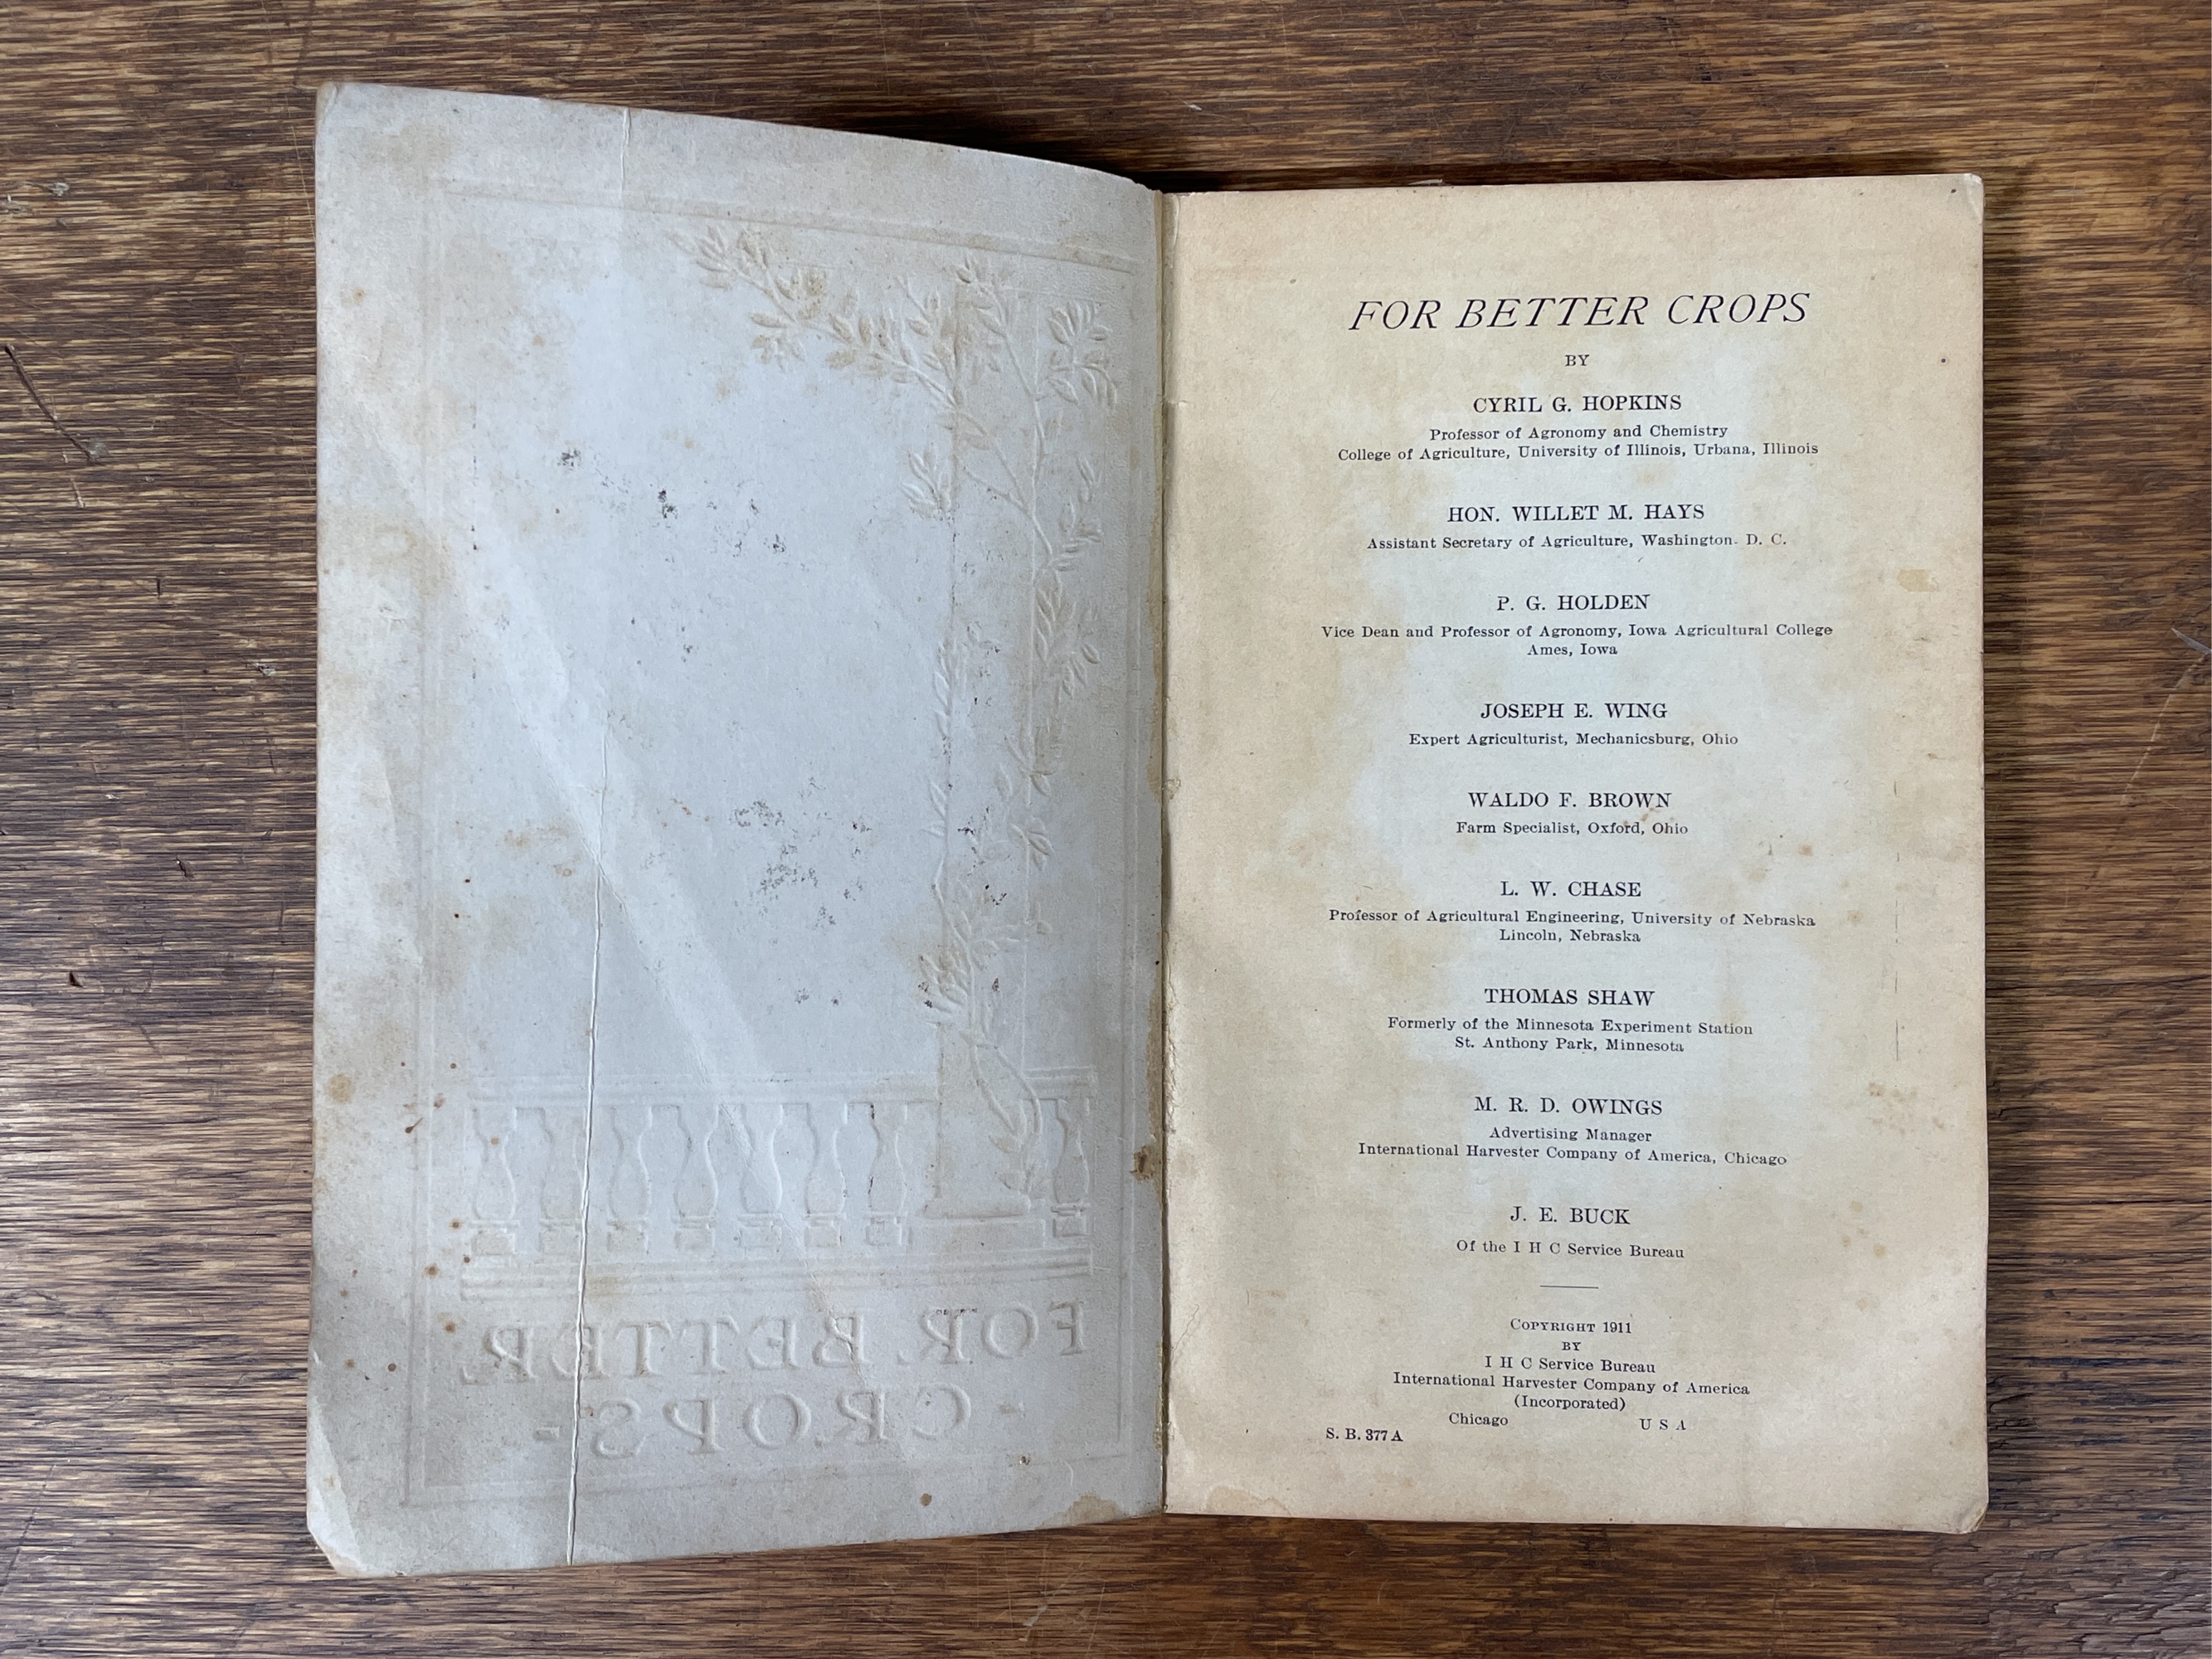 FOR BETTER
-CROPS-
FOR BETTER CROPS
BY
CYRIL G. HOPKINS
Professor of Agronomy and Chemistry
College of Agriculture, University of Illinois, Urbana, Illinois
HON. WILLET M. HAYS
Assistant Secretary of Agriculture, Washington. D. C.
P. G. HOLDEN
Vice Dean and Professor of Agronomy, Iowa Agricultural College
Ames, Iowa
JOSEPH E. WING
Expert Agriculturist, Mechanicsburg, Ohio
WALDO F. BROWN
Farm Specialist, Oxford, Ohio
L. W. CHASE
Professor of Agricultural Engineering, University of Nebraska
Lincoln, Nebraska
THOMAS SHAW
Formerly of the Minnesota Experiment Station
St. Anthony Park, Minnesota
M. R. D. OWINGS
Advertising Manager
International Harvester Company of America, Chicago
J. E. BUCK
Of the I H C Service Bureau
COPYRIGHT 1911
BY
I H C Service Bureau
International Harvester Company of America
(Incorporated)
Chicago U S A
S. B. 377 A